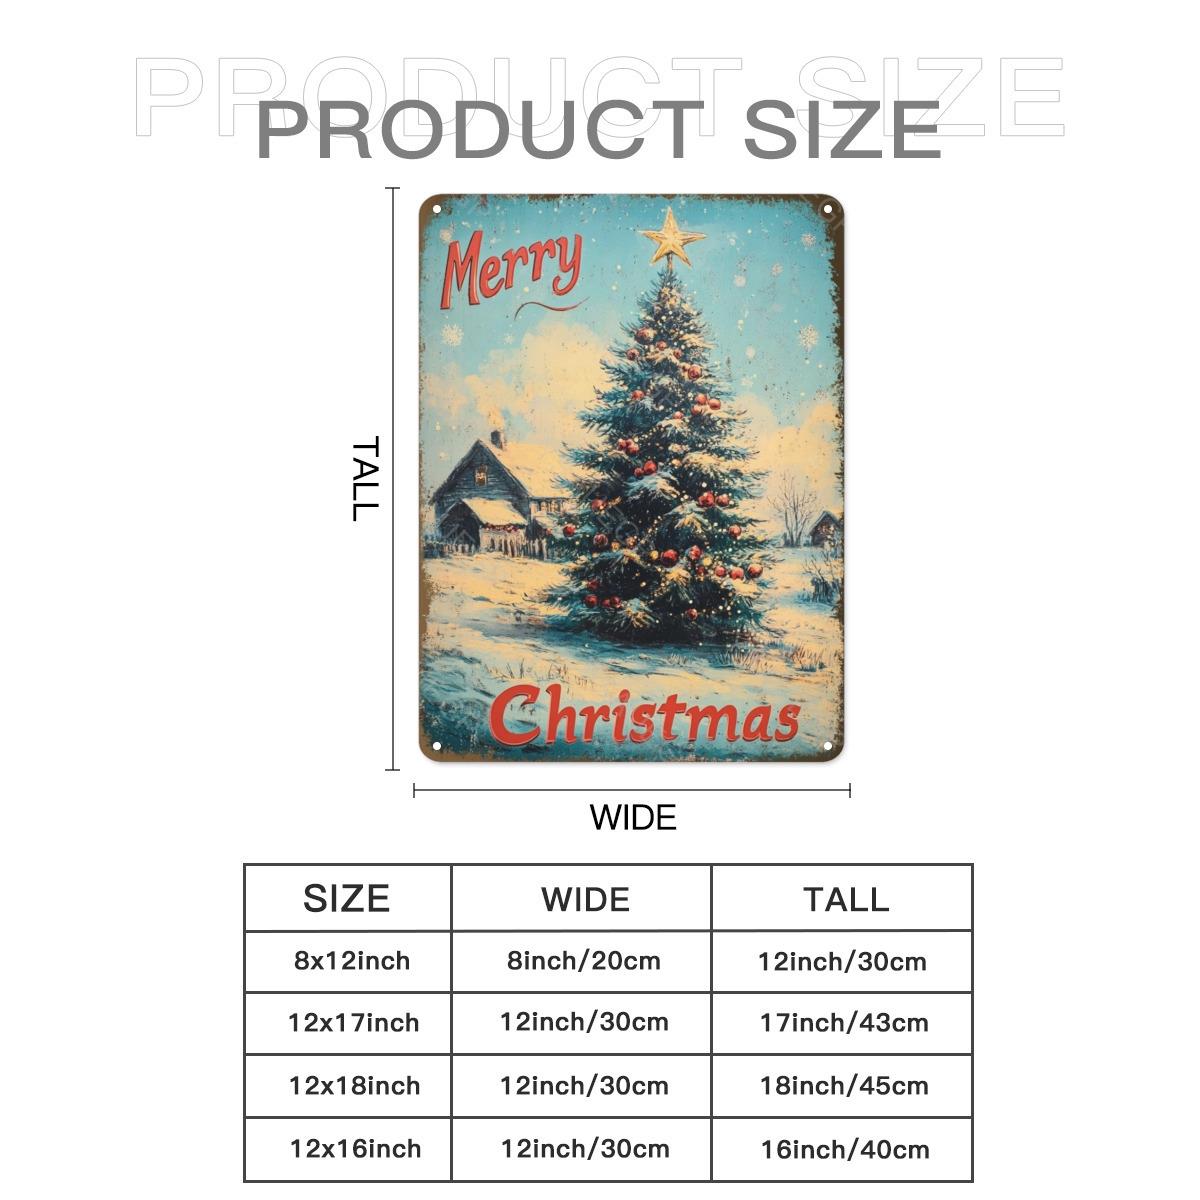 PRODUCT SIZE
PRODUCT SIZE
Merry
TALL
Christmas
WIDE
SIZE WIDE TALL
8x12inch 8inch/20cm 12inch/30cm
12x17inch 12inch/30cm 17inch/43cm
12x18inch 12inch/30cm 18inch/45cm
12x16inch 12inch/30cm 16inch/40cm